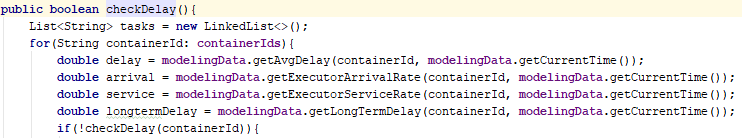 public boolean checkDelay(){
List<String> tasks = new LinkedList<>();
for(String containerId: containerIds){
double delay = modelingData.getAvgDelay(containerId, modelingData.getCurrentTime());
double arrival = modelingData.getExecutorArrivalRate(containerId, modelingData.getCurrentTime());
double service = modelingData.getExecutorServiceRate(containerId, modelingData.getCurrentTime());
double longtermDelay = modelingData.getLongTermDelay(containerId, modelingData.getCurrentTime());
if(!checkDelay(containerId)){